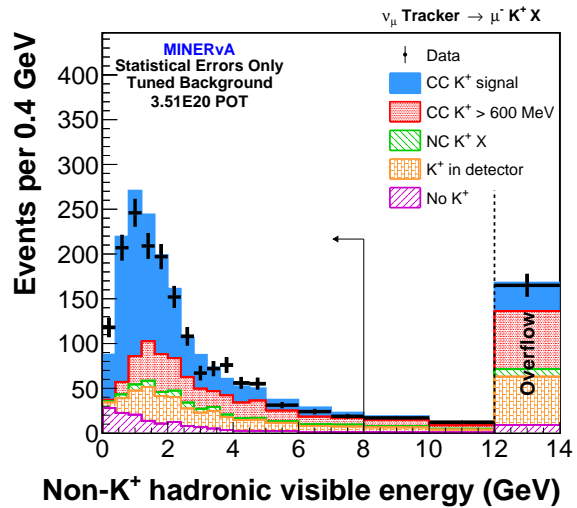 ν_μ Tracker → μ⁻ K⁺ X
MINERνA
Statistical Errors Only
Tuned Background
3.51E20 POT
Data
CC K⁺ signal
CC K⁺ > 600 MeV
NC K⁺ X
K⁺ in detector
No K⁺
Events per 0.4 GeV
400
350
300
250
200
150
100
50
0
Overflow
0 2 4 6 8 10 12 14
Non-K⁺ hadronic visible energy (GeV)